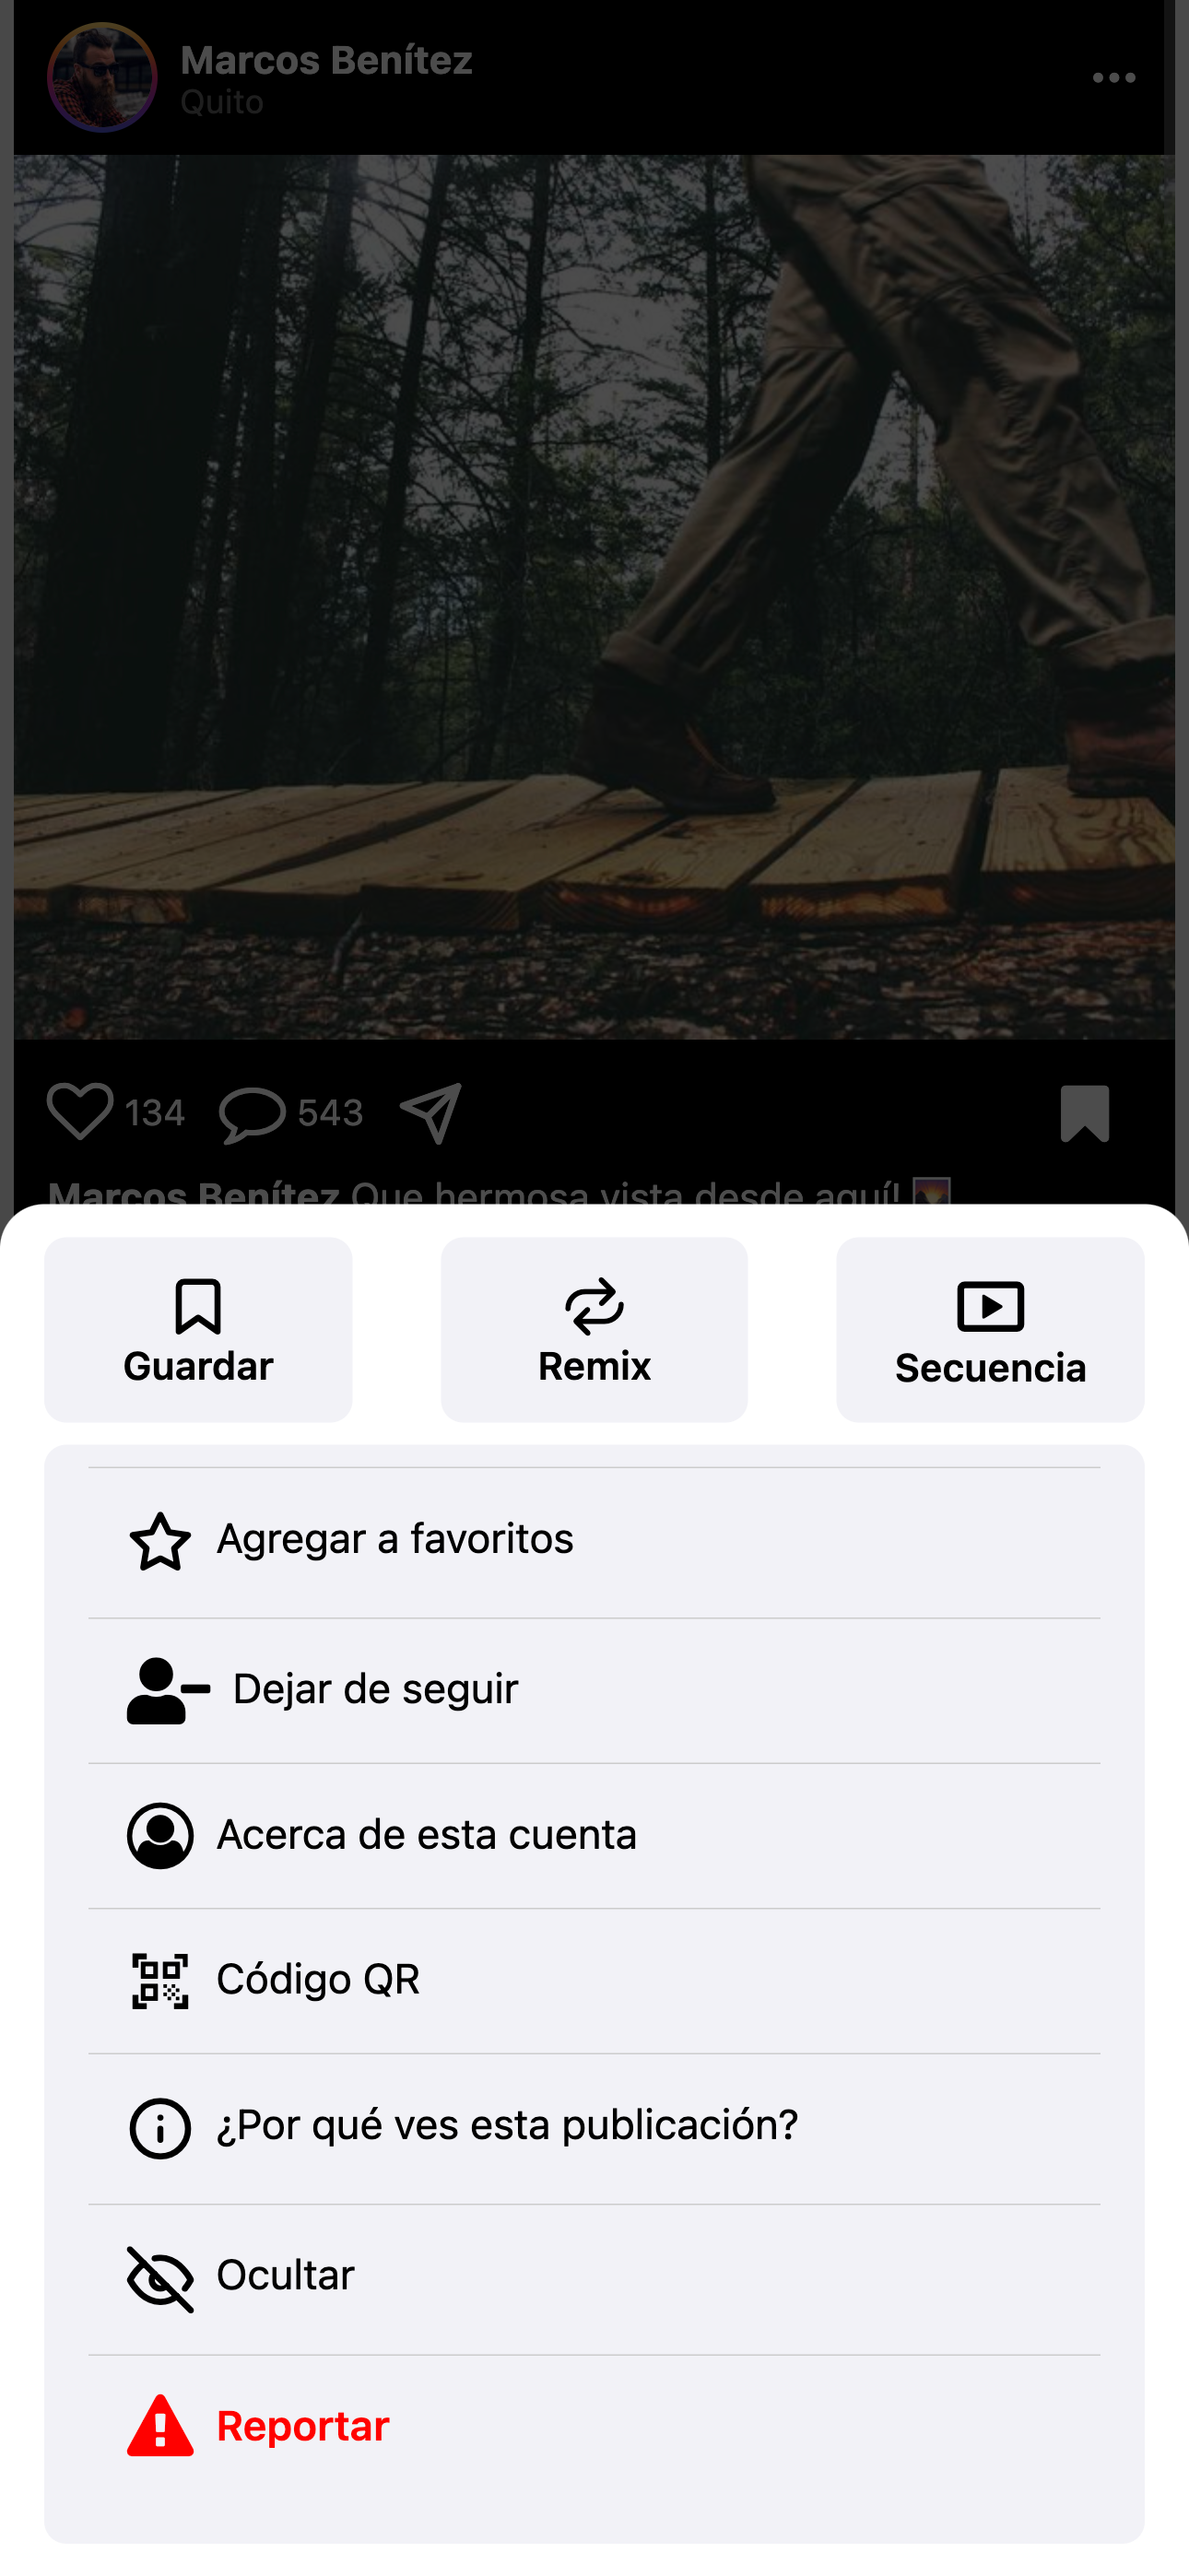 Marcos Benítez
Quito
134 543
Marcos Benítez Que hermosa vista desde aquí!
Guardar
Remix
Secuencia
Agregar a favoritos
Dejar de seguir
Acerca de esta cuenta
Código QR
¿Por qué ves esta publicación?
Ocultar
Reportar